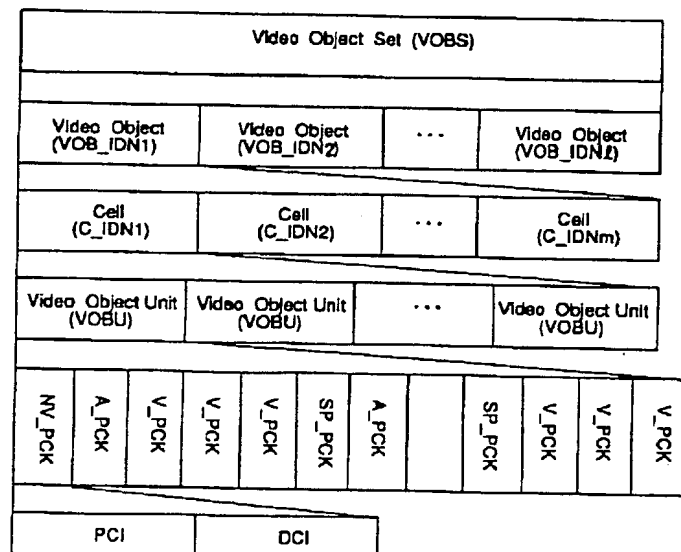 Video Object Set (VOBS)
Video Object
(VOB_IDN1)
Video Object
(VOB_IDN2)
...
Video Object
(VOB_IDNℓ)
Cell
(C_IDN1)
Cell
(C_IDN2)
...
Cell
(C_IDNm)
Video Object Unit
(VOBU)
Video Object Unit
(VOBU)
...
Video Object Unit
(VOBU)
NV_PCK
A_PCK
V_PCK
V_PCK
V_PCK
SP_PCK
A_PCK
SP_PCK
V_PCK
V_PCK
V_PCK
PCI
DCI